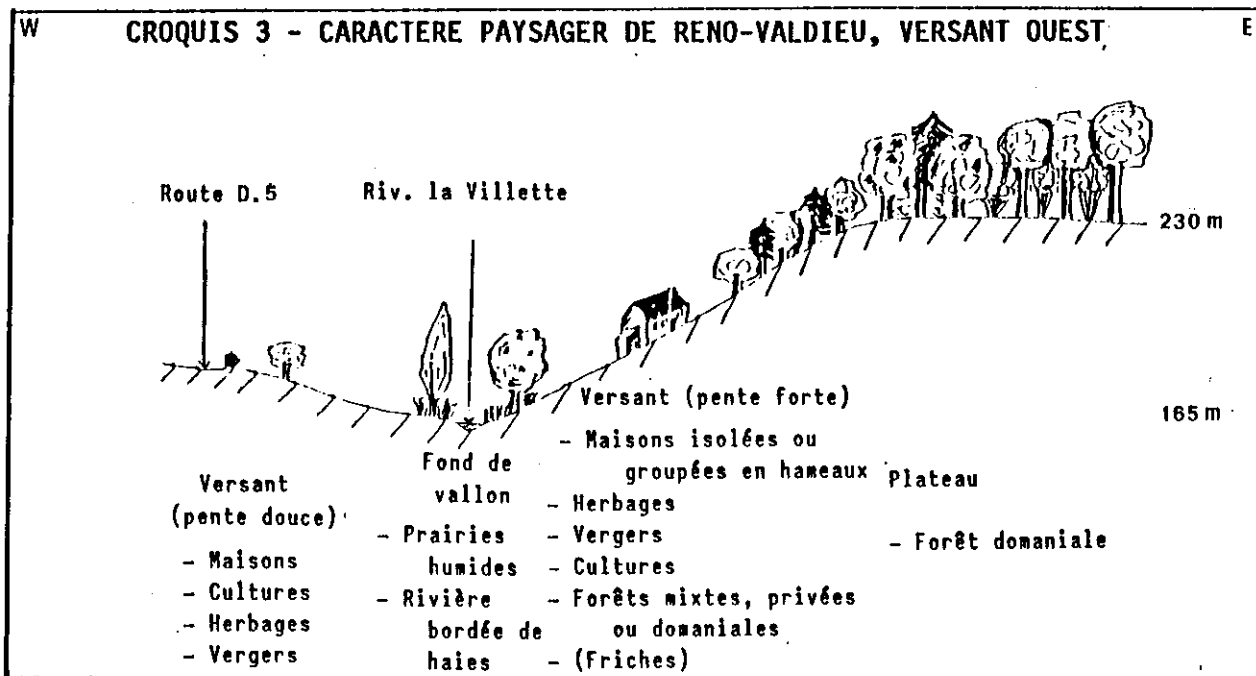 W
CROQUIS 3 - CARACTERE PAYSAGER DE RENO-VALDIEU, VERSANT OUEST
E
Route D.5
Riv. la Villette
230 m
165 m
Versant
(pente douce)
- Maisons
- Cultures
- Herbages
- Vergers
Fond de
vallon
- Prairies
humides
- Rivière
bordée de
haies
Versant (pente forte)
- Maisons isolées ou
groupées en hameaux
- Herbages
- Vergers
- Cultures
- Forêts mixtes, privées
ou domaniales
- (Friches)
Plateau
- Forêt domaniale